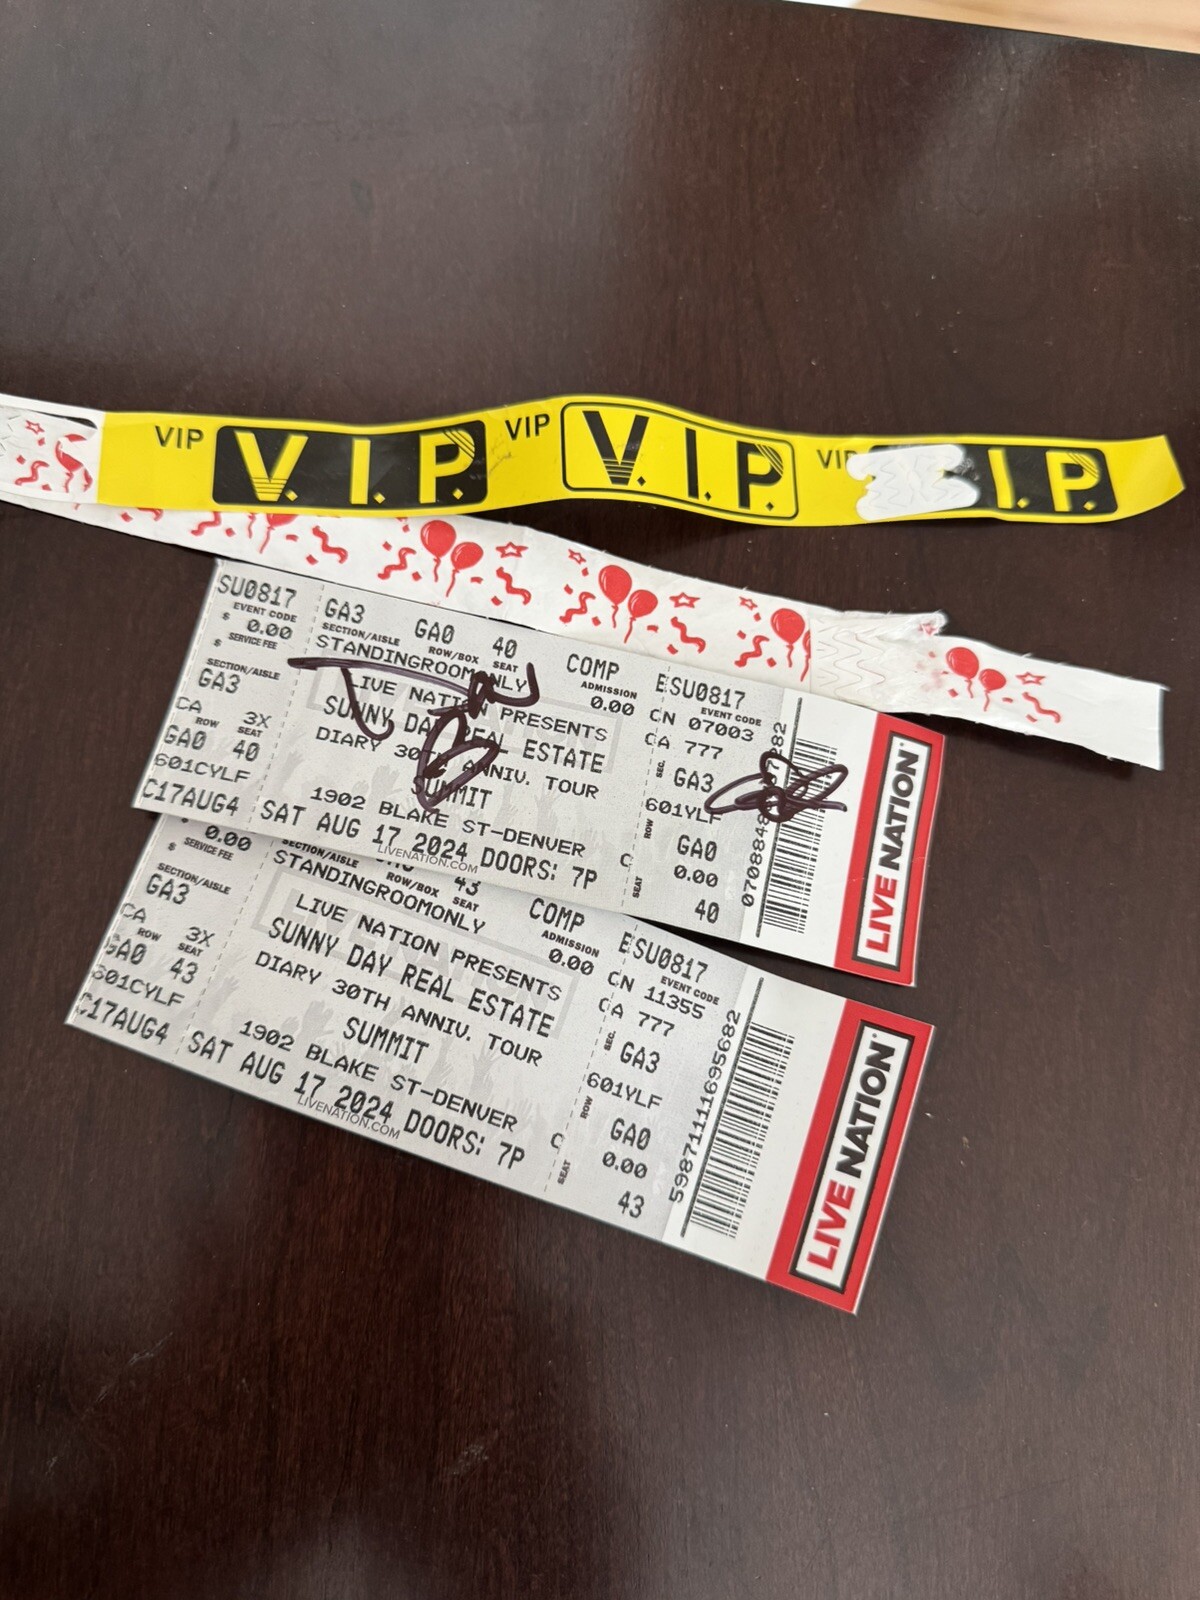 VIP V.I.P. VIP V.I.P. VIP I.P.
SU0817
EVENT CODE
$ 0.00
$ SERVICE FEE
SECTION/AISLE
GA3
CA 3X
ROW SEAT
GA0 40
601CYLF
C17AUG4
GA3 GA0 40 COMP
SECTION/AISLE ROW/BOX SEAT ADMISSION
STANDINGROOMONLY 0.00
LIVE NATION PRESENTS
SUNNY DAY REAL ESTATE
DIARY 30TH ANNIV. TOUR
SUMMIT
1902 BLAKE ST-DENVER
SAT AUG 17 2024 DOORS: 7P
LIVENATION.COM
ESU0817
EVENT CODE
CN 07003
CA 777
SEC. GA3
601YLF
ROW GA0
C 0.00
SEAT 40
LIVE NATION
$ 0.00
$ SERVICE FEE
SECTION/AISLE
GA3
CA 3X
ROW SEAT
GA0 43
601CYLF
C17AUG4
43 COMP
SECTION/AISLE ROW/BOX SEAT ADMISSION
STANDINGROOMONLY 0.00
LIVE NATION PRESENTS
SUNNY DAY REAL ESTATE
DIARY 30TH ANNIV. TOUR
SUMMIT
1902 BLAKE ST-DENVER
SAT AUG 17 2024 DOORS: 7P
LIVENATION.COM
ESU0817
EVENT CODE
CN 11355
CA 777
SEC. GA3
601YLF
ROW GA0
C 0.00
SEAT 43
59871111695682
LIVE NATION